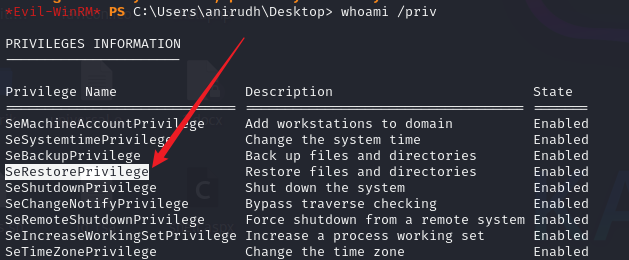 *Evil-WinRM* PS C:\Users\anirudh\Desktop> whoami /priv
PRIVILEGES INFORMATION
Privilege Name Description State
SeMachineAccountPrivilege Add workstations to domain Enabled
SeSystemtimePrivilege Change the system time Enabled
SeBackupPrivilege Back up files and directories Enabled
SeRestorePrivilege Restore files and directories Enabled
SeShutdownPrivilege Shut down the system Enabled
SeChangeNotifyPrivilege Bypass traverse checking Enabled
SeRemoteShutdownPrivilege Force shutdown from a remote system Enabled
SeIncreaseWorkingSetPrivilege Increase a process working set Enabled
SeTimeZonePrivilege Change the time zone Enabled